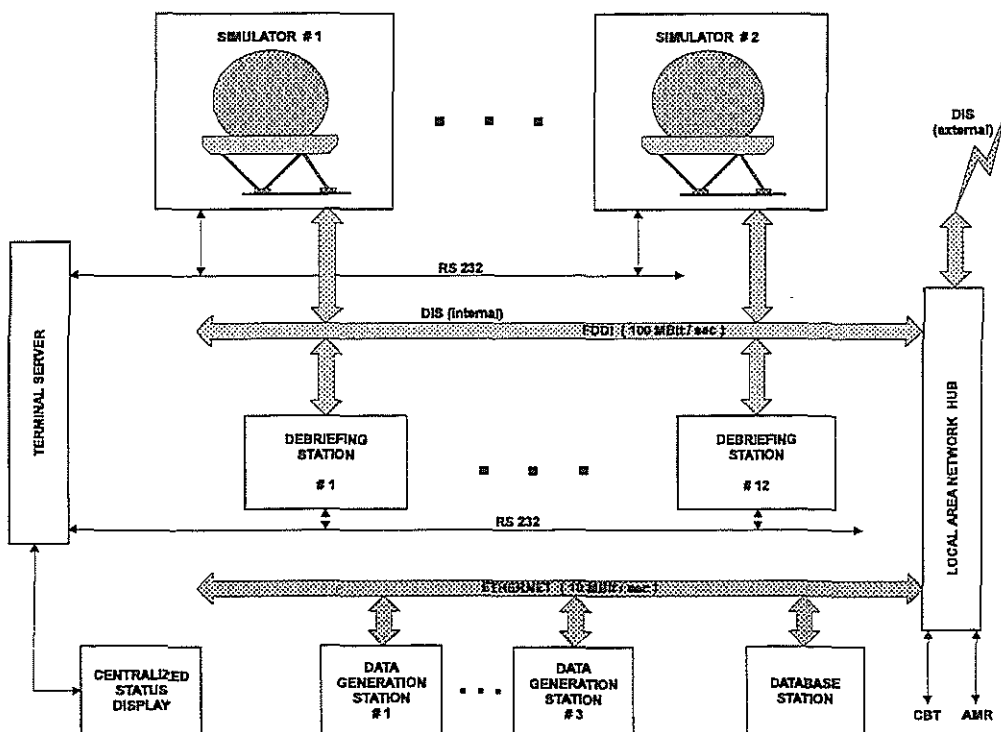 SIMULATOR # 1
SIMULATOR # 2
DIS
(external)
RS 232
DIS (internal)
FDDI ( 100 MBit / sec )
TERMINAL SERVER
LOCAL AREA NETWORK HUB
DEBRIEFING
STATION
# 1
DEBRIEFING
STATION
# 12
RS 232
ETHERNET ( 10 MBit / sec )
CENTRALIZED
STATUS
DISPLAY
DATA
GENERATION
STATION
# 1
DATA
GENERATION
STATION
# 3
DATABASE
STATION
CBT
AMR